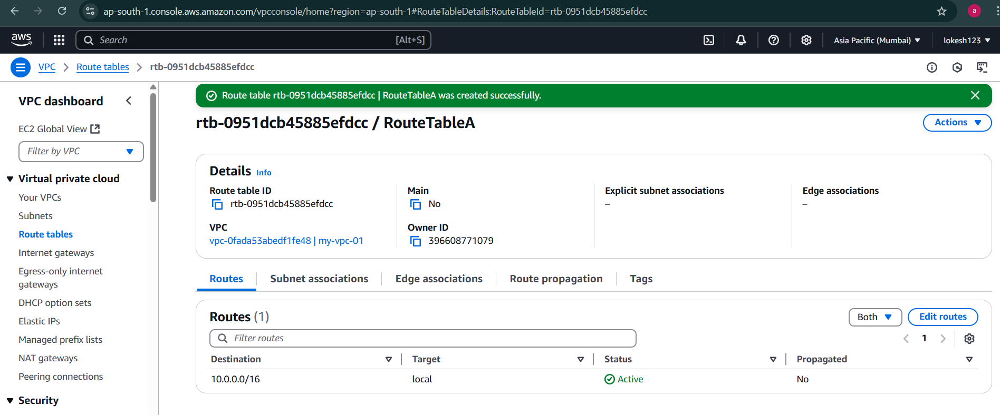 ap-south-1.console.aws.amazon.com/vpcconsole/home?region=ap-south-1#RouteTableDetails:RouteTableId=rtb-0951dcb45885efdcc
a
aws
Search [Alt+S]
Asia Pacific (Mumbai)
lokesh123
VPC > Route tables > rtb-0951dcb45885efdcc
VPC dashboard
EC2 Global View
Filter by VPC
Virtual private cloud
Your VPCs
Subnets
Route tables
Internet gateways
Egress-only internet
gateways
DHCP option sets
Elastic IPs
Managed prefix lists
NAT gateways
Peering connections
Security
Route table rtb-0951dcb45885efdcc | RouteTableA was created successfully.
rtb-0951dcb45885efdcc / RouteTableA
Actions
Details Info
Route table ID
rtb-0951dcb45885efdcc
Main
No
Explicit subnet associations
–
Edge associations
–
VPC
vpc-0fada53abedf1fe48 | my-vpc-01
Owner ID
396608771079
Routes Subnet associations Edge associations Route propagation Tags
Routes (1)
Both
Edit routes
Filter routes
1
Destination Target Status Propagated
10.0.0.0/16 local Active No